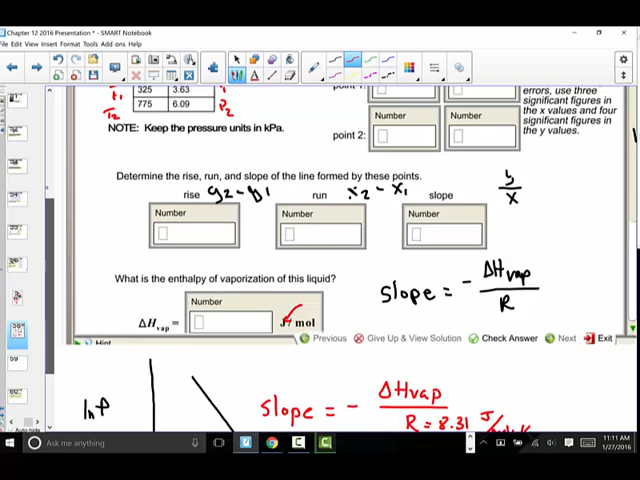 Chapter 12 2016 Presentation * - SMART Notebook
File Edit View Insert Format Tools Add-ons Help
T1 325 3.63
T2 775 6.09 P2
NOTE: Keep the pressure units in kPa.
point 1:
point 2:
Number Number
errors, use three
significant figures in
the x values and four
significant figures in
the y values.
Determine the rise, run, and slope of the line formed by these points.
rise y2 - y1 run x2 - x1 slope y/x
Number Number Number
What is the enthalpy of vaporization of this liquid?
slope = - ΔHvap / R
Number
ΔHvap = J / mol
Previous Give Up & View Solution Check Answer Next Exit
Hint
59
lnP
slope = - ΔHvap / R = 8.31 J/mol·K
Ask me anything
11:11 AM
1/27/2016